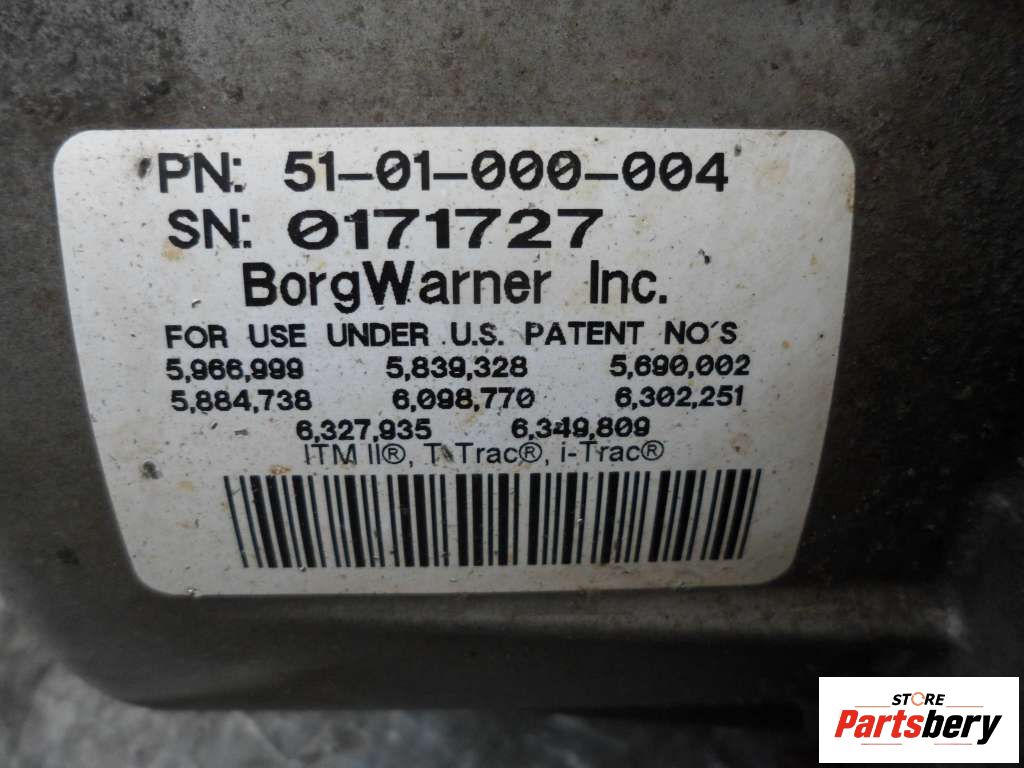 PN: 51-01-000-004
SN: 0171727
BorgWarner Inc.
FOR USE UNDER U.S. PATENT NO'S
5,966,999 5,839,328 5,690,002
5,884,738 6,098,770 6,302,251
6,327,935 6,349,809
ITM II®, T-Trac®, i-Trac®
STORE
Partsbery